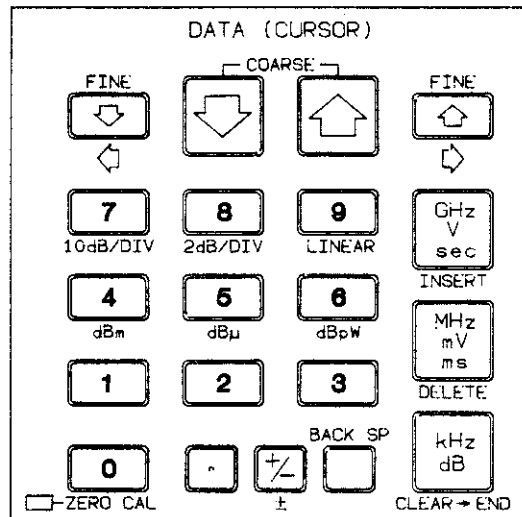 DATA (CURSOR)
COARSE
FINE
FINE
7
8
9
GHz
V
sec
10dB/DIV
2dB/DIV
LINEAR
INSERT
4
5
6
MHz
mV
ms
dBm
dBµ
dBpW
DELETE
1
2
3
BACK SP
0
.
+/-
kHz
dB
ZERO CAL
±
CLEAR→END